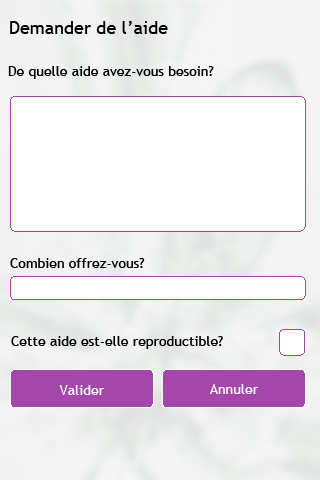 Demander de l’aide
De quelle aide avez-vous besoin?
Combien offrez-vous?
Cette aide est-elle reproductible?
Valider Annuler